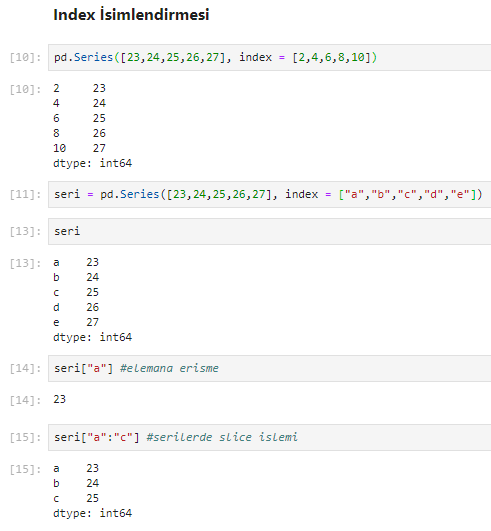 Index İsimlendirmesi
[10]: pd.Series([23,24,25,26,27], index = [2,4,6,8,10])
[10]: 2     23
4     24
6     25
8     26
10    27
dtype: int64
[11]: seri = pd.Series([23,24,25,26,27], index = ["a","b","c","d","e"])
[13]: seri
[13]: a    23
b    24
c    25
d    26
e    27
dtype: int64
[14]: seri["a"] #elemana erisme
[14]: 23
[15]: seri["a":"c"] #serilerde slice islemi
[15]: a    23
b    24
c    25
dtype: int64